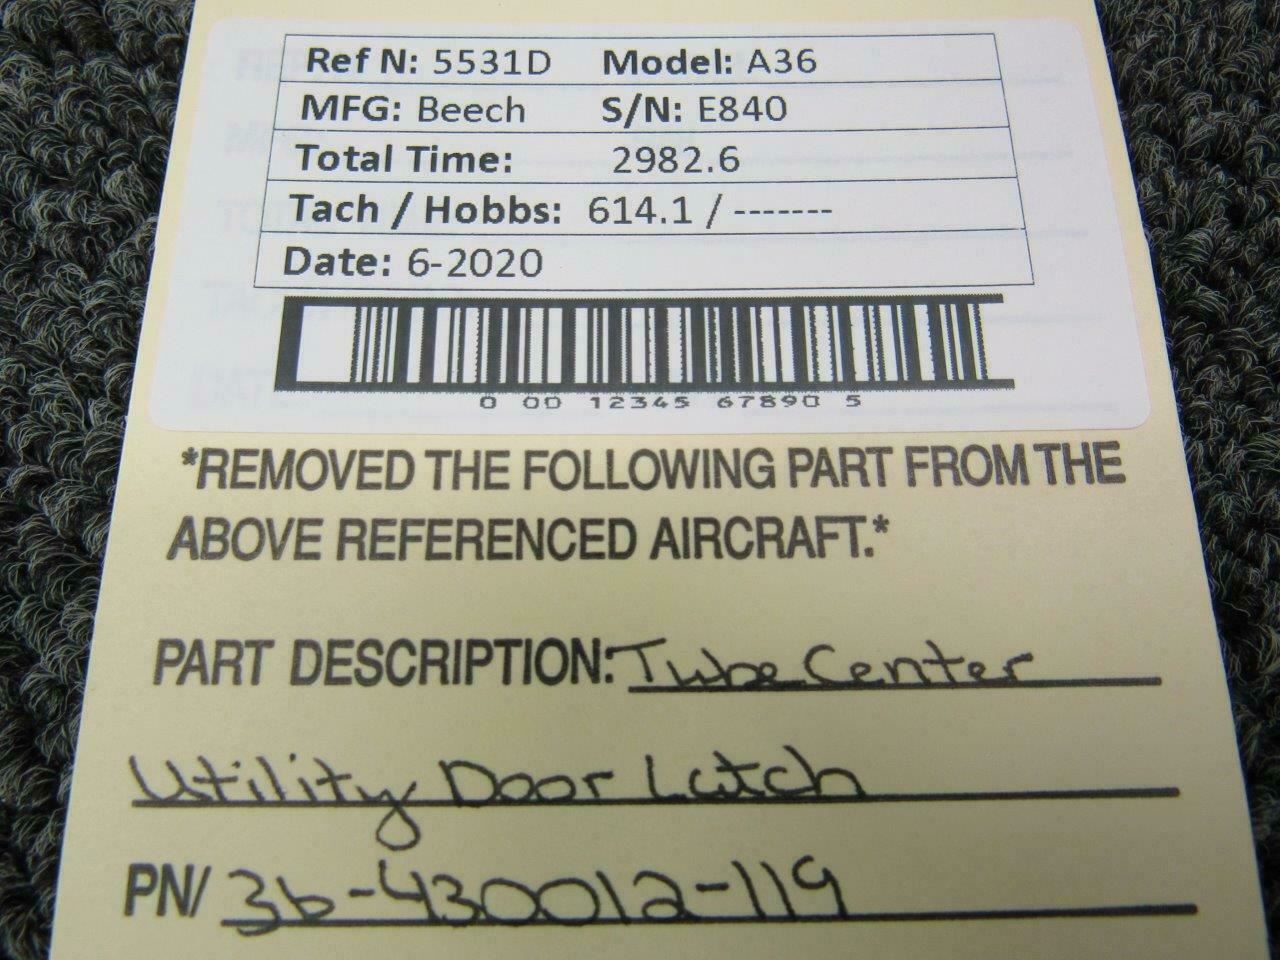 Ref N: 5531D Model: A36
MFG: Beech S/N: E840
Total Time: 2982.6
Tach / Hobbs: 614.1 / -------
Date: 6-2020
0 00 12345 67890 5
*REMOVED THE FOLLOWING PART FROM THE
ABOVE REFERENCED AIRCRAFT.*
PART DESCRIPTION: Tube Center
Utility Door Latch
PN/ 36-430012-119